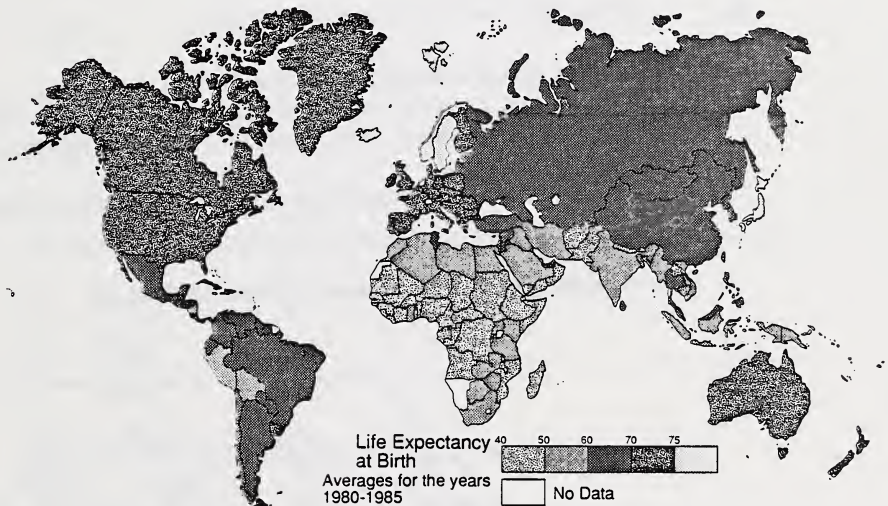 Life Expectancy
at Birth
Averages for the years
1980-1985
40 50 60 70 75
No Data